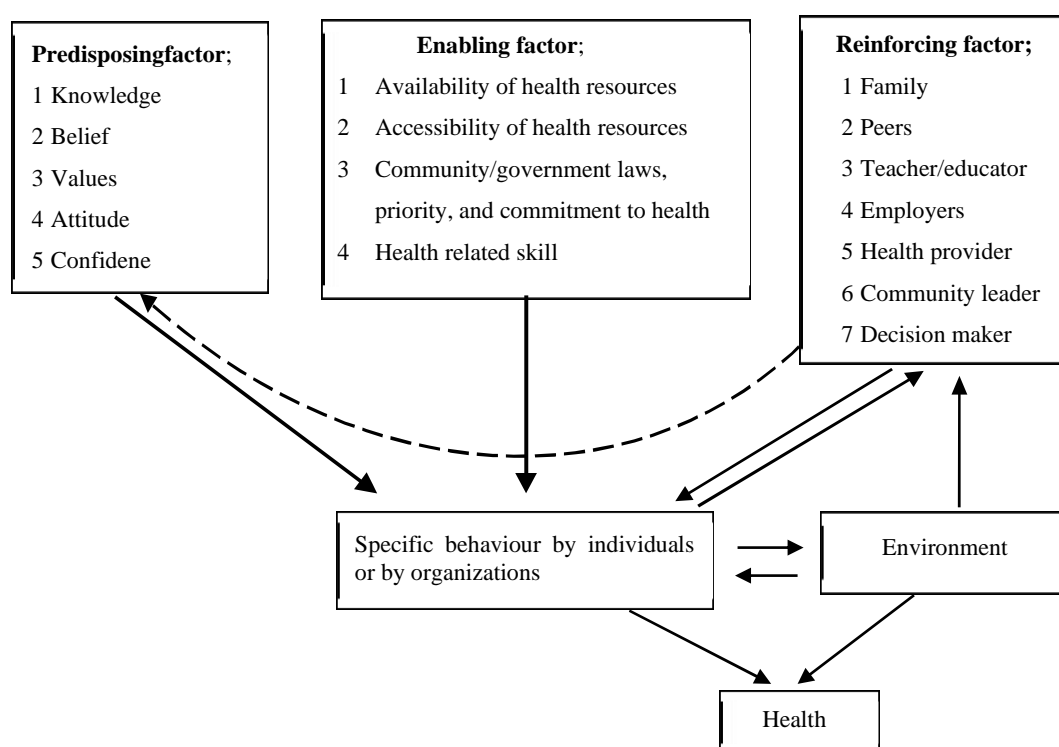 Predisposingfactor;
1 Knowledge
2 Belief
3 Values
4 Attitude
5 Confidene
Enabling factor;
1 Availability of health resources
2 Accessibility of health resources
3 Community/government laws,
priority, and commitment to health
4 Health related skill
Reinforcing factor;
1 Family
2 Peers
3 Teacher/educator
4 Employers
5 Health provider
6 Community leader
7 Decision maker
Specific behaviour by individuals
or by organizations
Environment
Health